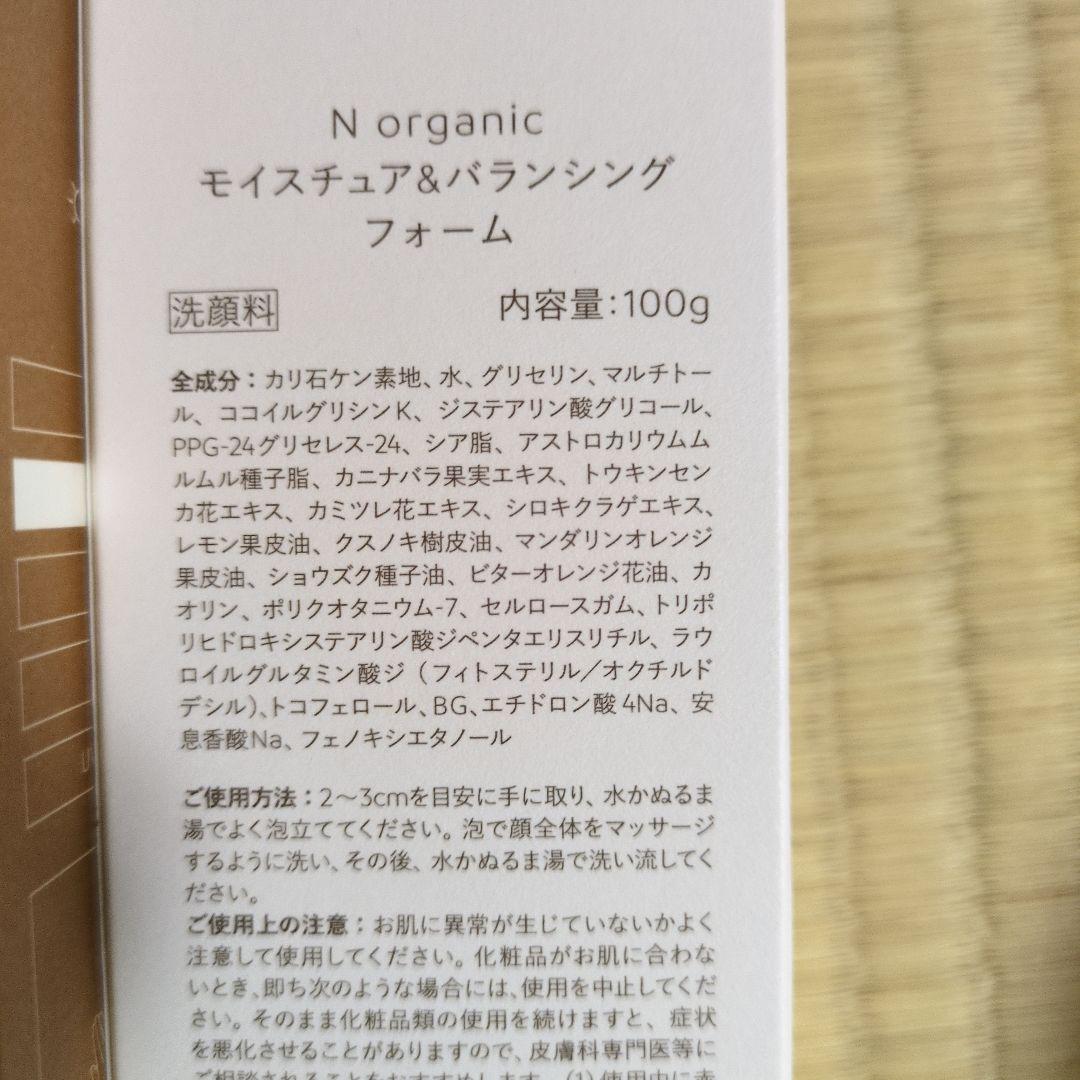 N organic
モイスチュア&バランシング
フォーム
洗顔料 内容量:100g
全成分：カリ石ケン素地、水、グリセリン、マルチトー
ル、ココイルグリシンK、ジステアリン酸グリコール、
PPG-24グリセレス-24、シア脂、アストロカリウムム
ルムル種子脂、カニナバラ果実エキス、トウキンセン
カ花エキス、カミツレ花エキス、シロキクラゲエキス、
レモン果皮油、クスノキ樹皮油、マンダリンオレンジ
果皮油、ショウズク種子油、ビターオレンジ花油、カ
オリン、ポリクオタニウム-7、セルロースガム、トリポ
リヒドロキシステアリン酸ジペンタエリスリチル、ラウ
ロイルグルタミン酸ジ（フィトステリル／オクチルド
デシル）、トコフェロール、BG、エチドロン酸4Na、安
息香酸Na、フェノキシエタノール
ご使用方法：2～3cmを目安に手に取り、水かぬるま
湯でよく泡立ててください。泡で顔全体をマッサージ
するように洗い、その後、水かぬるま湯で洗い流してく
ださい。
ご使用上の注意：お肌に異常が生じていないかよく
注意して使用してください。化粧品がお肌に合わな
いとき、即ち次のような場合には、使用を中止してくだ
さい。そのまま化粧品類の使用を続けますと、症状
を悪化させることがありますので、皮膚科専門医等に
ご相談されることをおすすめします。(1)使用中に赤